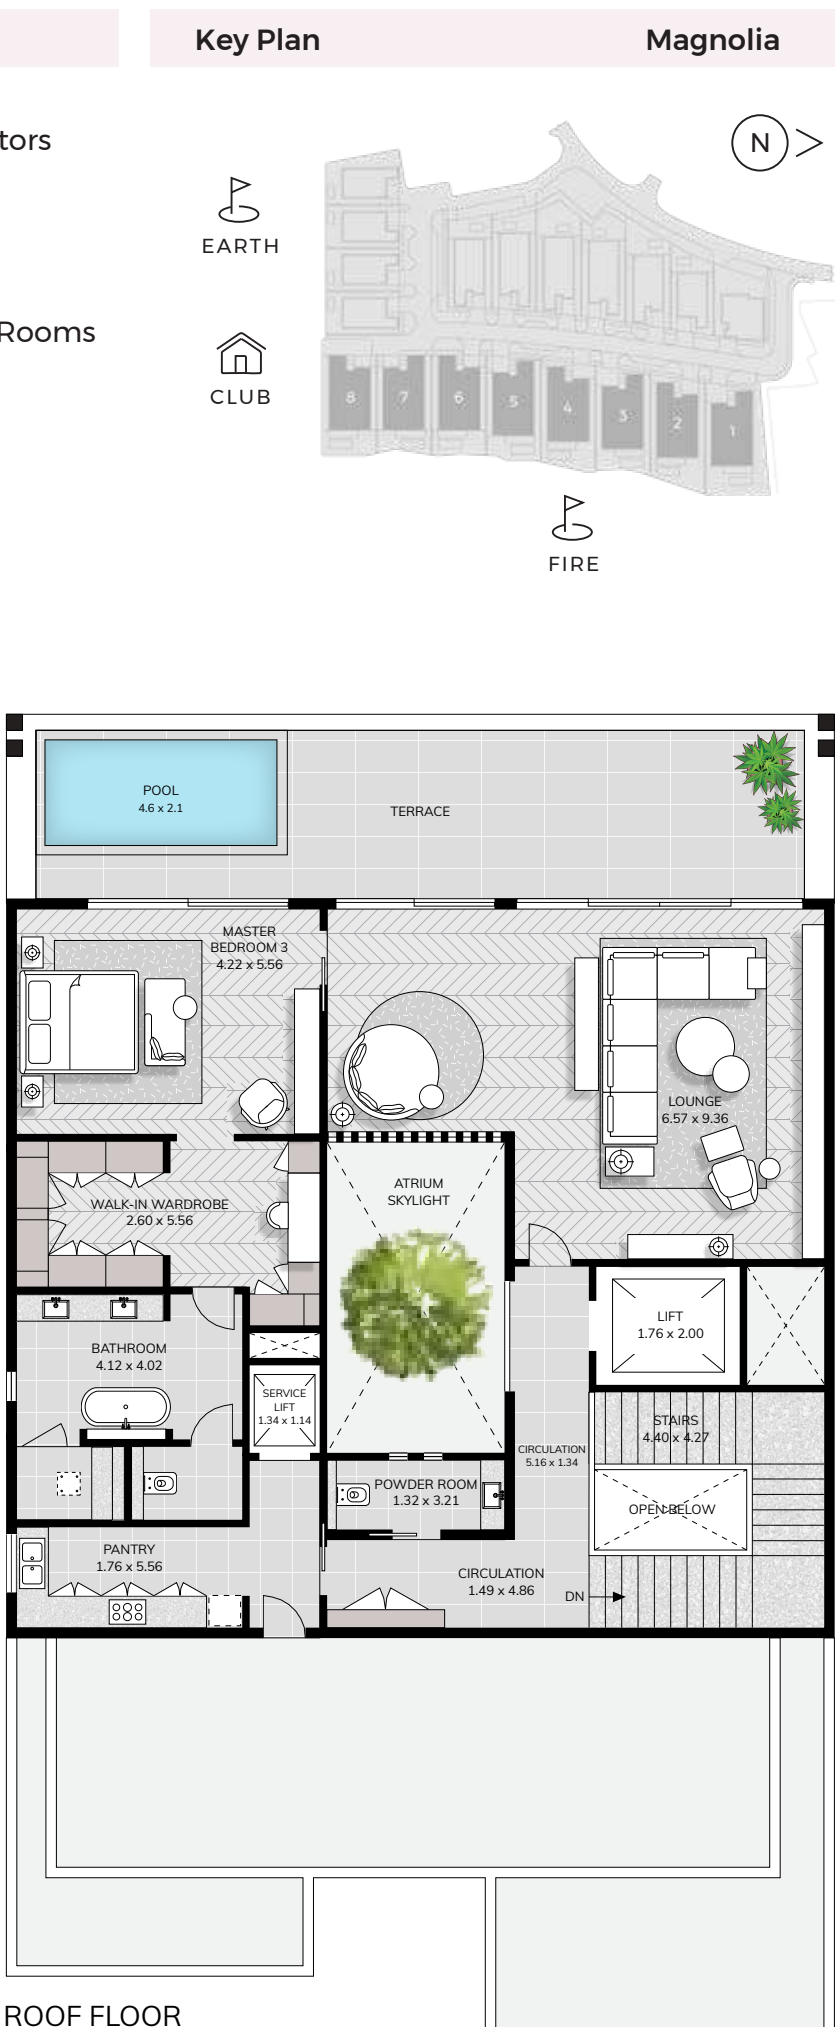 Key Plan
Magnolia
tors
N
EARTH
Rooms
CLUB
8
7
6
5
4
3
2
1
FIRE
POOL
4.6 x 2.1
TERRACE
MASTER
BEDROOM 3
4.22 x 5.56
LOUNGE
6.57 x 9.36
ATRIUM
SKYLIGHT
WALK-IN WARDROBE
2.60 x 5.56
LIFT
1.76 x 2.00
BATHROOM
4.12 x 4.02
SERVICE
LIFT
1.34 x 1.14
STAIRS
4.40 x 4.27
CIRCULATION
5.16 x 1.34
POWDER ROOM
1.32 x 3.21
OPEN BELOW
PANTRY
1.76 x 5.56
CIRCULATION
1.49 x 4.86
DN
ROOF FLOOR